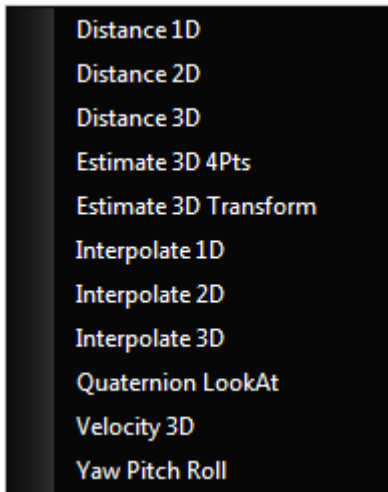 Distance 1D
Distance 2D
Distance 3D
Estimate 3D 4Pts
Estimate 3D Transform
Interpolate 1D
Interpolate 2D
Interpolate 3D
Quaternion LookAt
Velocity 3D
Yaw Pitch Roll